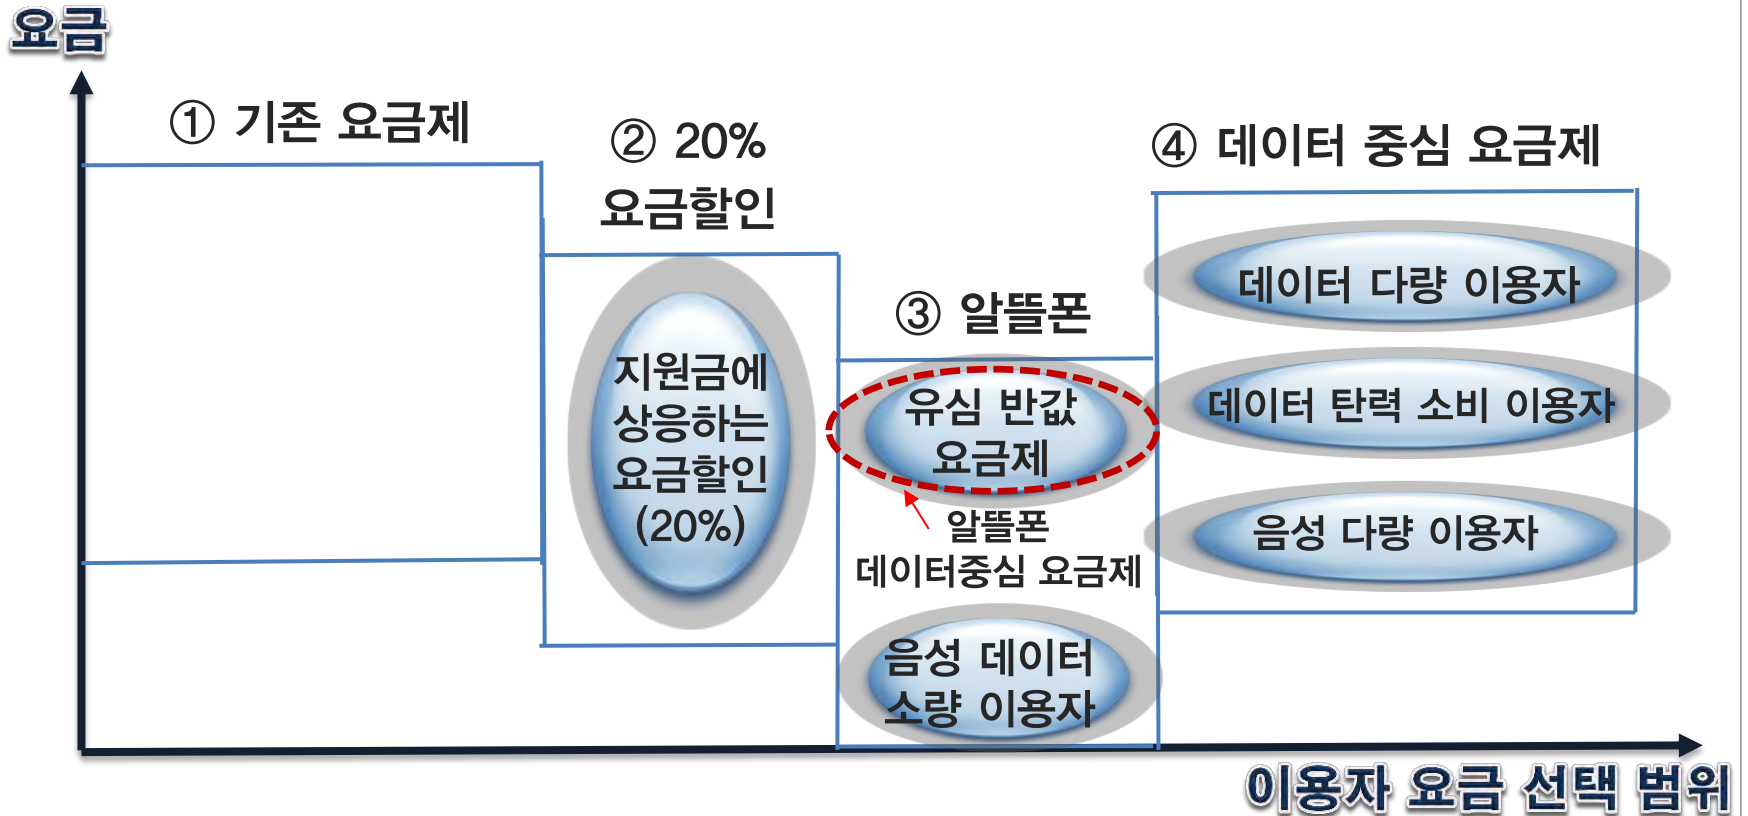 요금
① 기존 요금제
② 20%
요금할인
지원금에
상응하는
요금할인
(20%)
③ 알뜰폰
유심 반값
요금제
알뜰폰
데이터중심 요금제
음성 데이터
소량 이용자
④ 데이터 중심 요금제
데이터 다량 이용자
데이터 탄력 소비 이용자
음성 다량 이용자
이용자 요금 선택 범위